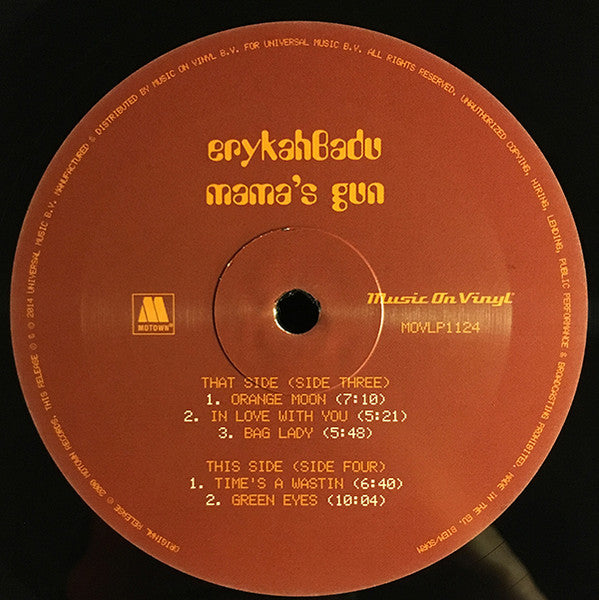 MANUFACTURED & DISTRIBUTED BY MUSIC ON VINYL B.V. FOR UNIVERSAL MUSIC B.V. ALL RIGHTS RESERVED. UNAUTHORIZED COPYING, HIRING, LENDING, PUBLIC PERFORMANCE & BROADCASTING PROHIBITED. MADE IN THE EU. BIEM/SDRM
erykahBadu
mama's gun
M
MOTOWN®
Music On Vinyl
MOVLP1124
THAT SIDE (SIDE THREE)
1. ORANGE MOON (7:10)
2. IN LOVE WITH YOU (5:21)
3. BAG LADY (5:48)
THIS SIDE (SIDE FOUR)
1. TIME'S A WASTIN (6:40)
2. GREEN EYES (10:04)
ORIGINAL RELEASE ℗ 2000 MOTOWN RECORDS, THIS RELEASE ℗ © 2014 UNIVERSAL MUSIC B.V.